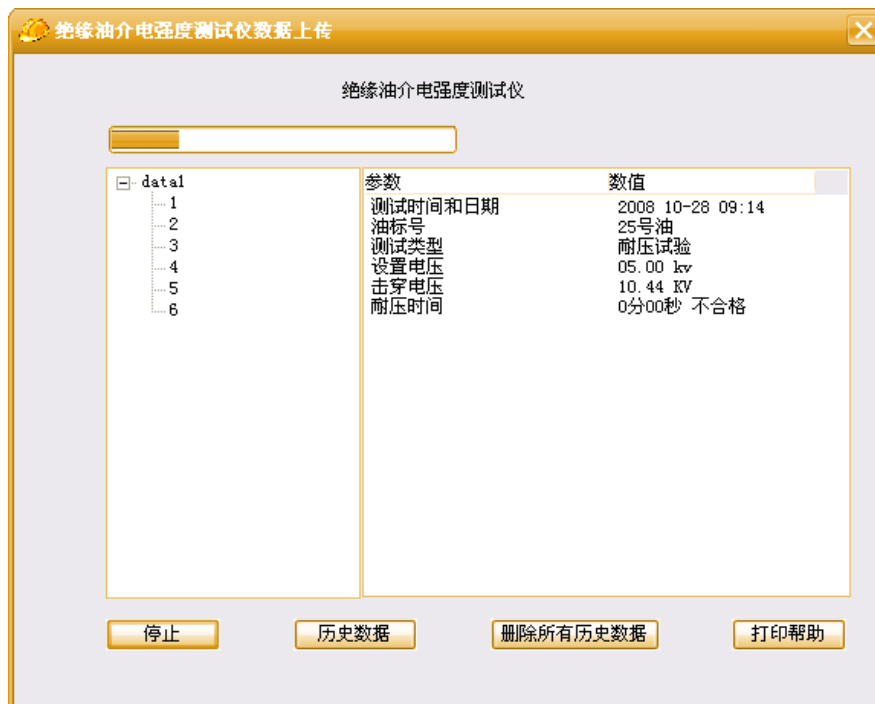 绝缘油介电强度测试仪数据上传
绝缘油介电强度测试仪
data1
1
2
3
4
5
6
参数 数值
测试时间和日期 2008 10-28 09:14
油标号 25号油
测试类型 耐压试验
设置电压 05.00 kv
击穿电压 10.44 KV
耐压时间 0分00秒 不合格
停止 历史数据 删除所有历史数据 打印帮助